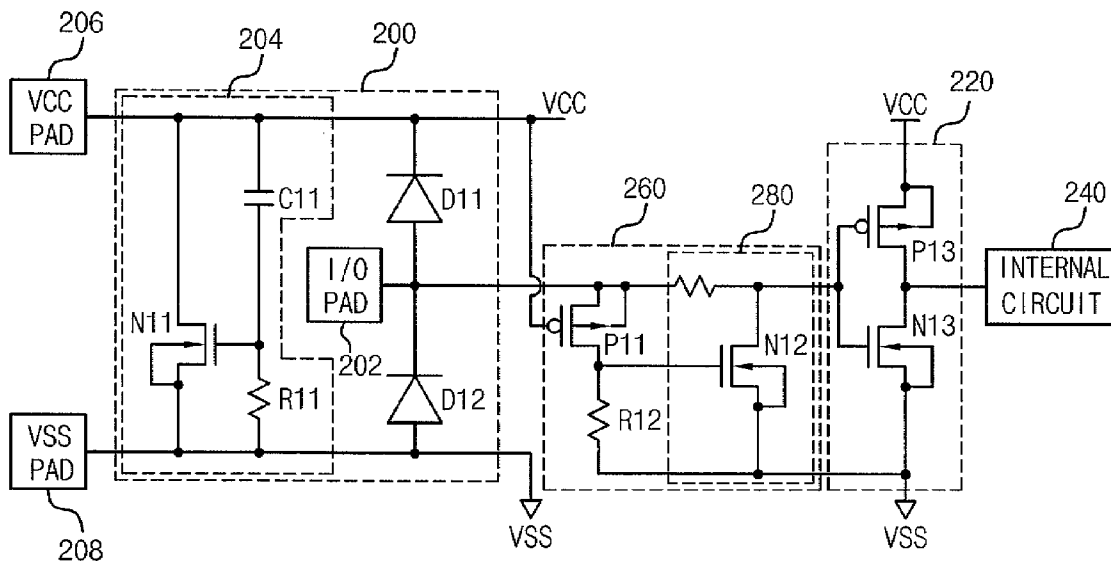 206
204
200
220
VCC
PAD
VCC
VCC
C11
D11
260
280
240
P13
I/O
PAD
INTERNAL
CIRCUIT
N11
202
P11
N12
N13
R11
D12
R12
VSS
PAD
208
VSS
VSS